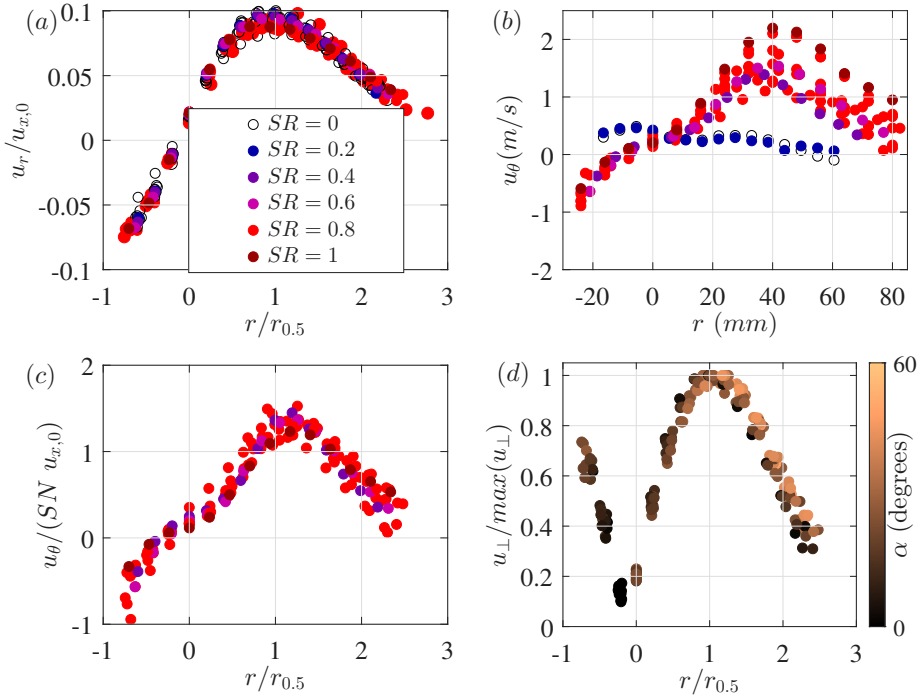 (a)
0.1
0.05
0
-0.05
-0.1
u_r/u_{x,0}
-1 0 1 2 3
r/r_{0.5}
SR = 0
SR = 0.2
SR = 0.4
SR = 0.6
SR = 0.8
SR = 1
(b)
2
1
0
-1
-2
u_θ(m/s)
-20 0 20 40 60 80
r (mm)
(c)
2
1
0
-1
u_θ/(SN u_{x,0})
-1 0 1 2 3
r/r_{0.5}
(d)
1
0.8
0.6
0.4
0.2
0
u_⊥/max(u_⊥)
-1 0 1 2 3
r/r_{0.5}
60
0
α (degrees)